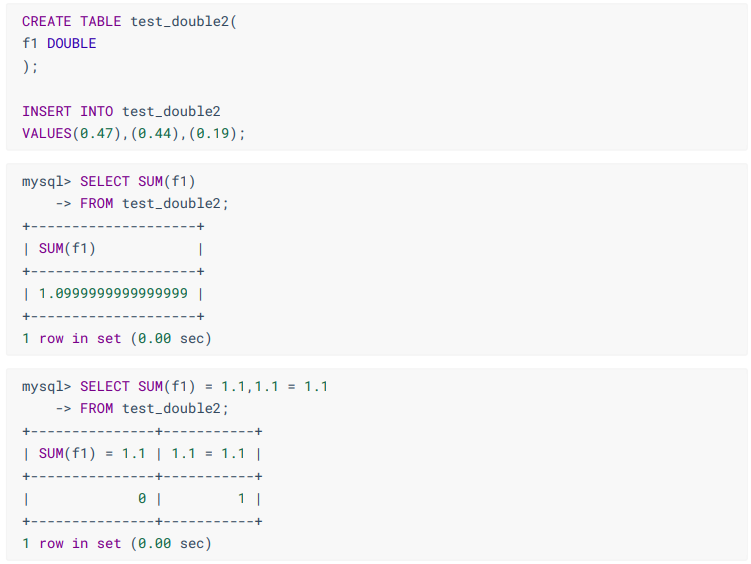 CREATE TABLE test_double2(
f1 DOUBLE
);
INSERT INTO test_double2
VALUES(0.47),(0.44),(0.19);
mysql> SELECT SUM(f1)
    -> FROM test_double2;
+--------------------+
| SUM(f1)            |
+--------------------+
| 1.0999999999999999 |
+--------------------+
1 row in set (0.00 sec)
mysql> SELECT SUM(f1) = 1.1,1.1 = 1.1
    -> FROM test_double2;
+---------------+-----------+
| SUM(f1) = 1.1 | 1.1 = 1.1 |
+---------------+-----------+
|             0 |         1 |
+---------------+-----------+
1 row in set (0.00 sec)